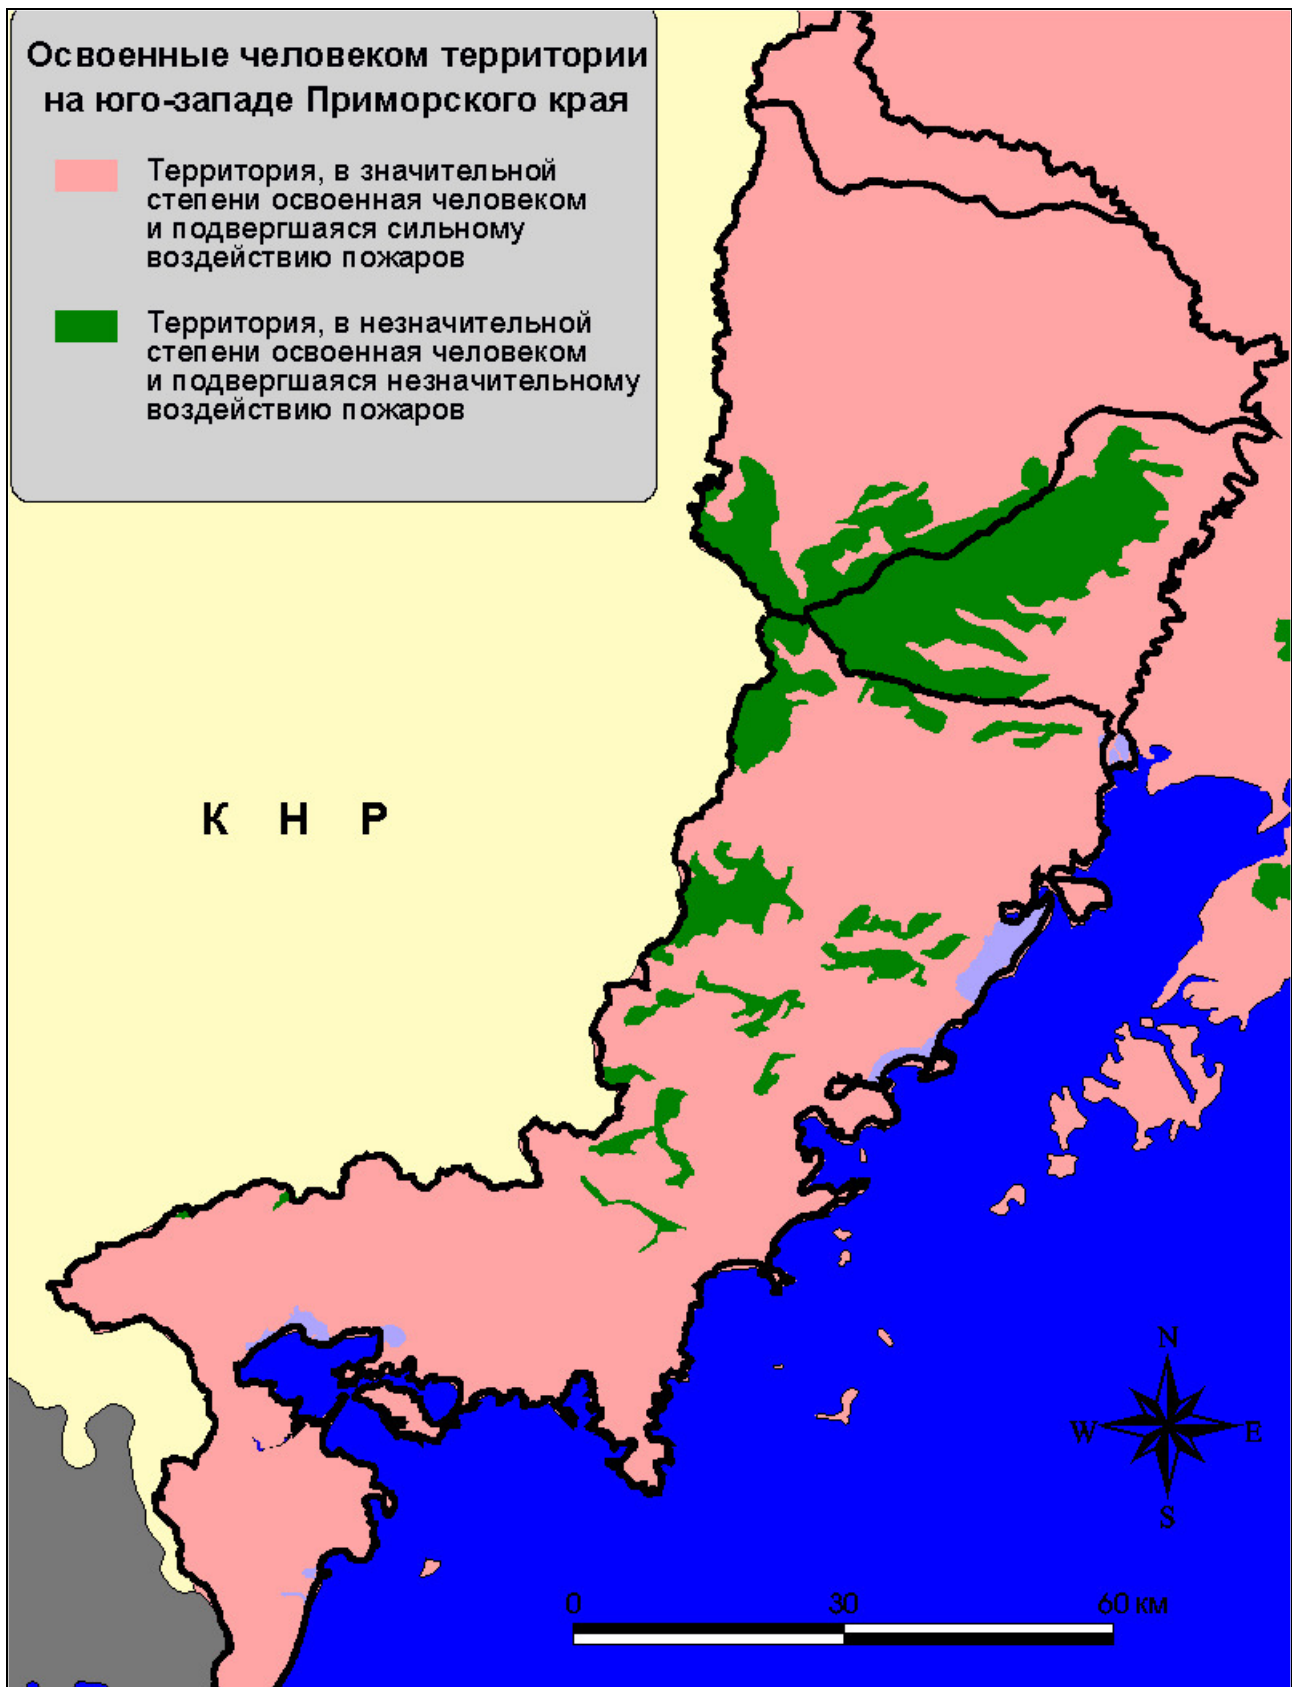 Освоенные человеком территории
на юго-западе Приморского края
Территория, в значительной
степени освоенная человеком
и подвергшаяся сильному
воздействию пожаров
Территория, в незначительной
степени освоенная человеком
и подвергшаяся незначительному
воздействию пожаров
К Н Р
N
W E
S
0 30 60 км